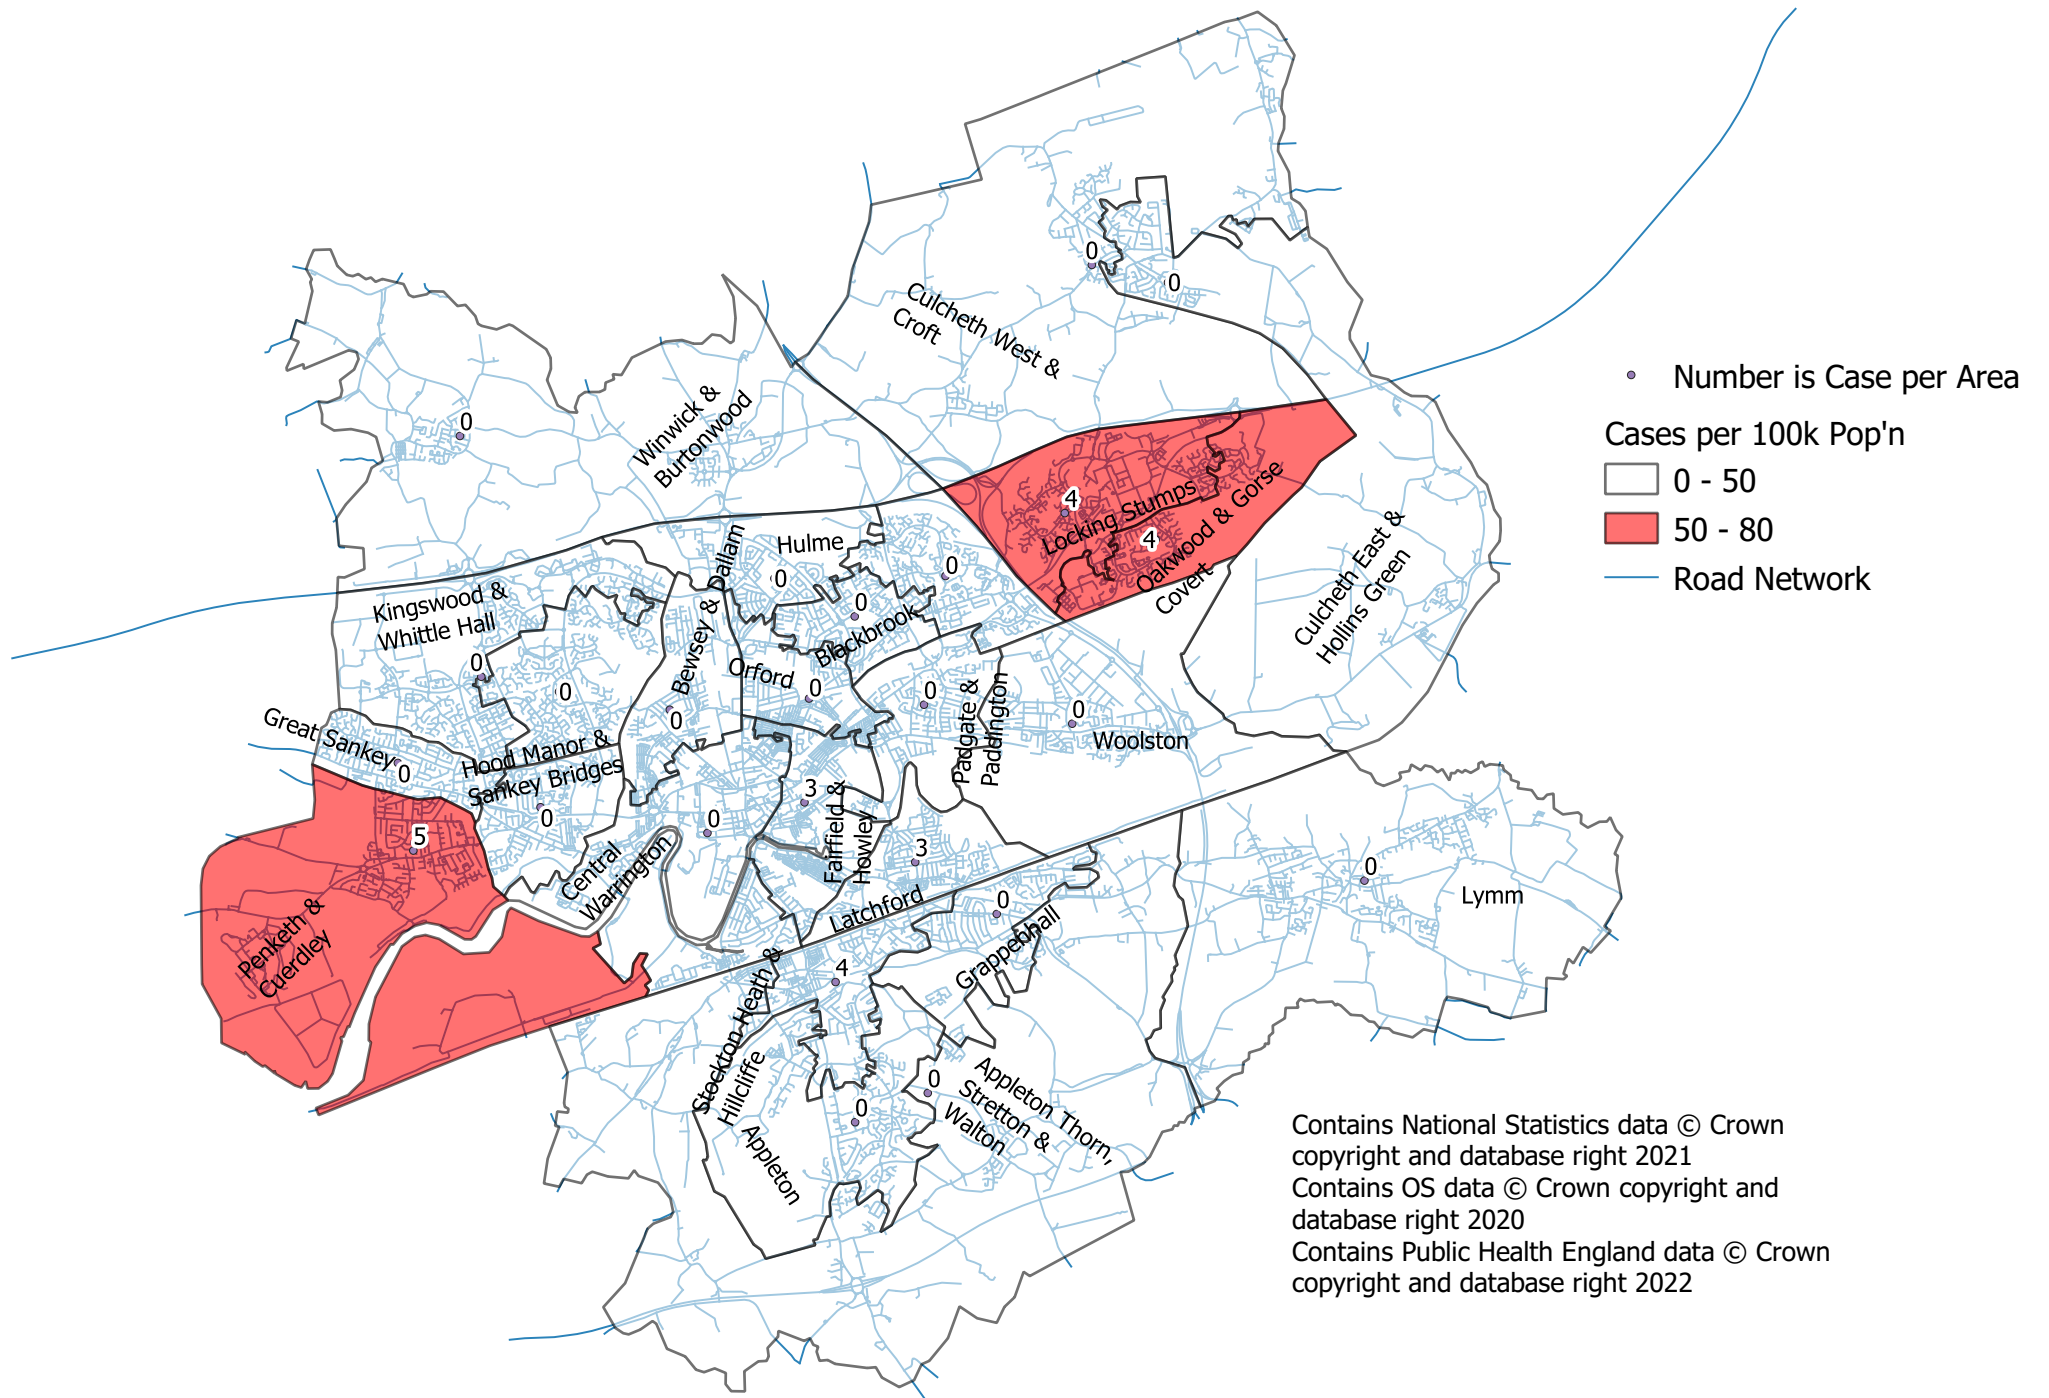 0
0
Culcheth West &
Croft
Number is Case per Area
Cases per 100k Pop'n
0 - 50
50 - 80
Road Network
0
Winwick &
Burtonwood
4
Locking Stumps
4
Oakwood & Gorse
Covert
Culcheth East &
Hollins Green
Hulme
0
0
0
Blackbrook
Bewsey & Dallam
0
Kingswood &
Whittle Hall
0
0
Orford
0
0
Padgate &
Paddington
0
Woolston
Great Sankey
0
Hood Manor &
Sankey Bridges
0
5
Penketh &
Cuerdley
0
Central
Warrington
3
Fairfield &
Howley
3
Latchford
0
Grappenhall
0
Lymm
4
Stockton Heath &
Hillcliffe
0
Appleton
0
Appleton Thorn,
Stretton &
Walton
Contains National Statistics data © Crown
copyright and database right 2021
Contains OS data © Crown copyright and
database right 2020
Contains Public Health England data © Crown
copyright and database right 2022